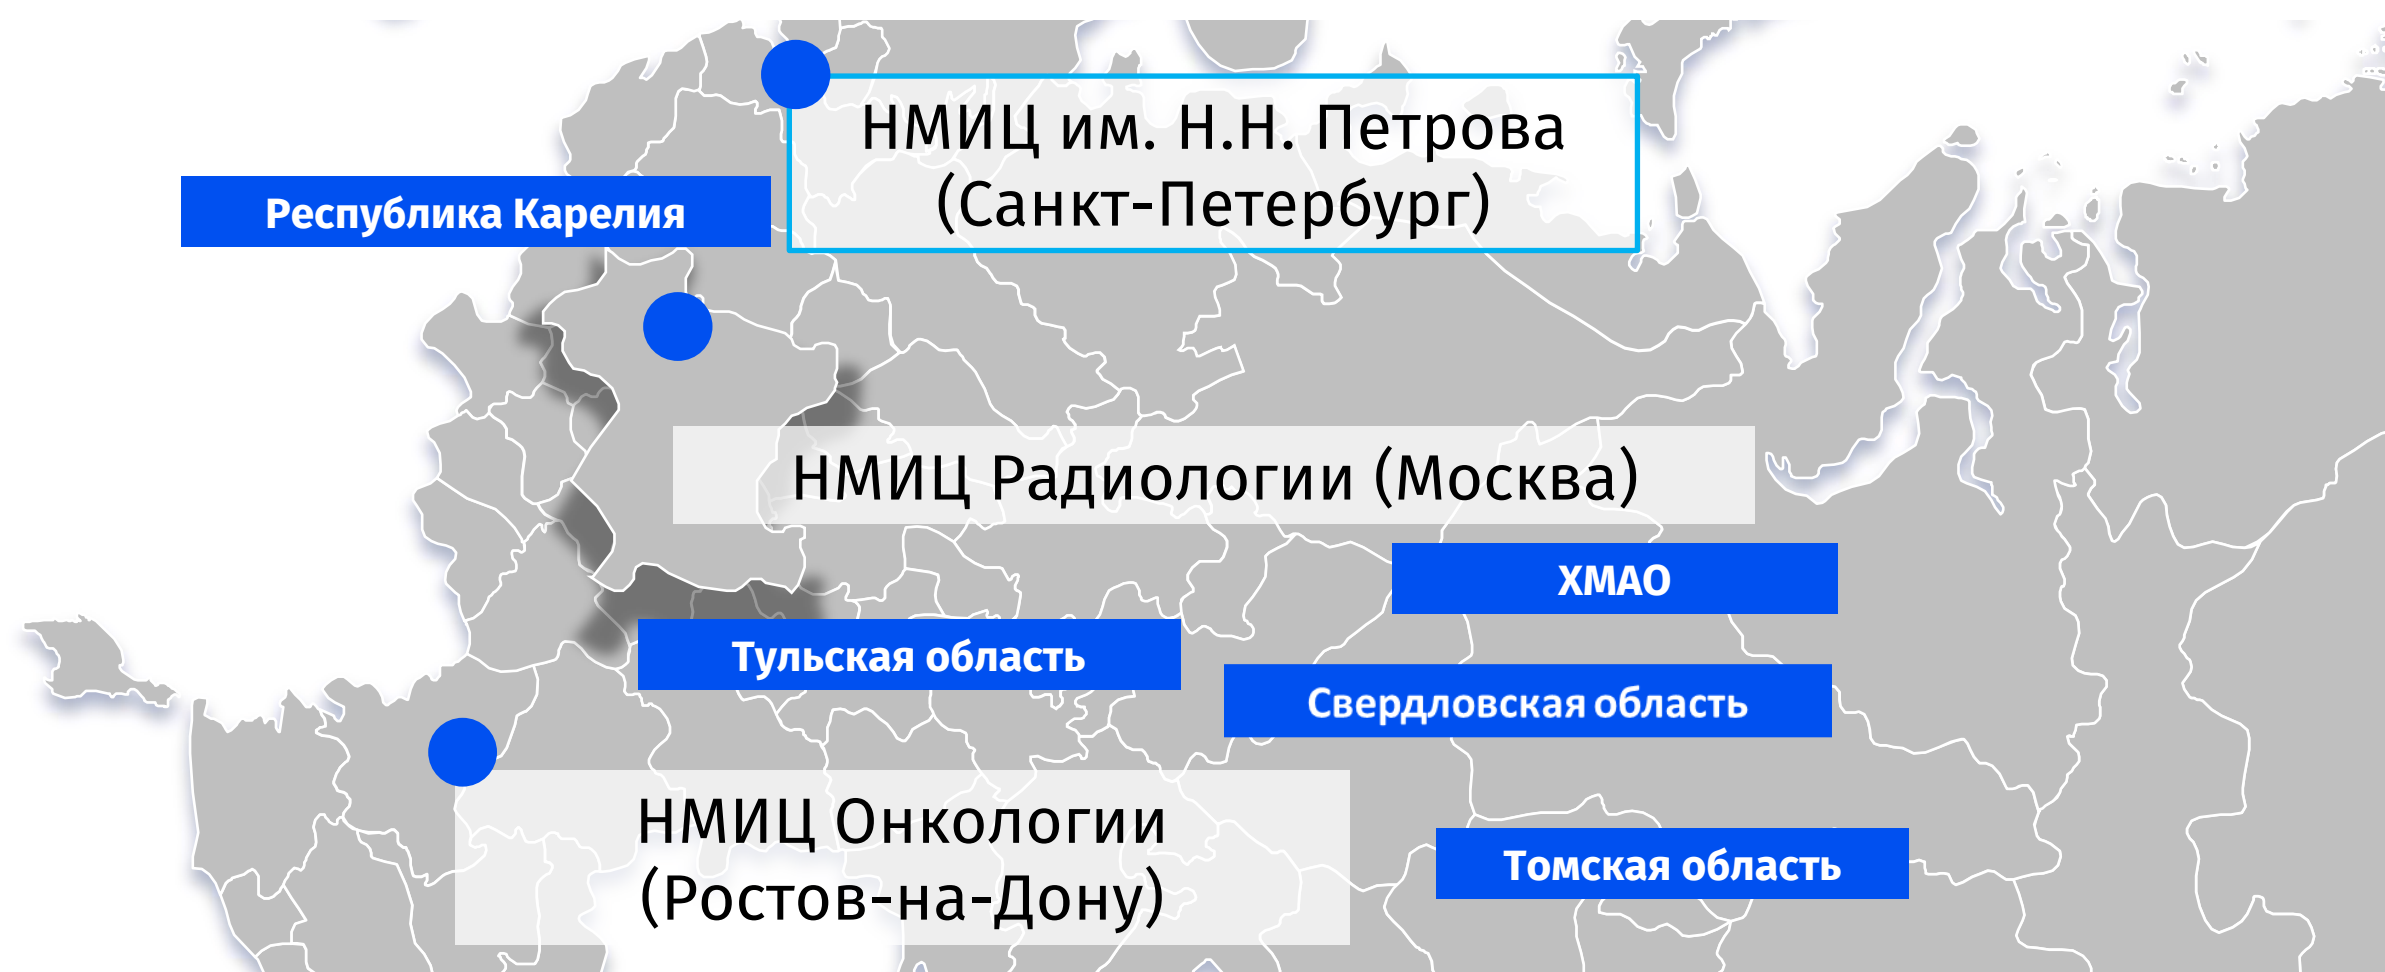 НМИЦ им. Н.Н. Петрова
(Санкт-Петербург)
Республика Карелия
НМИЦ Радиологии (Москва)
ХМАО
Тульская область
Свердловская область
НМИЦ Онкологии
(Ростов-на-Дону)
Томская область